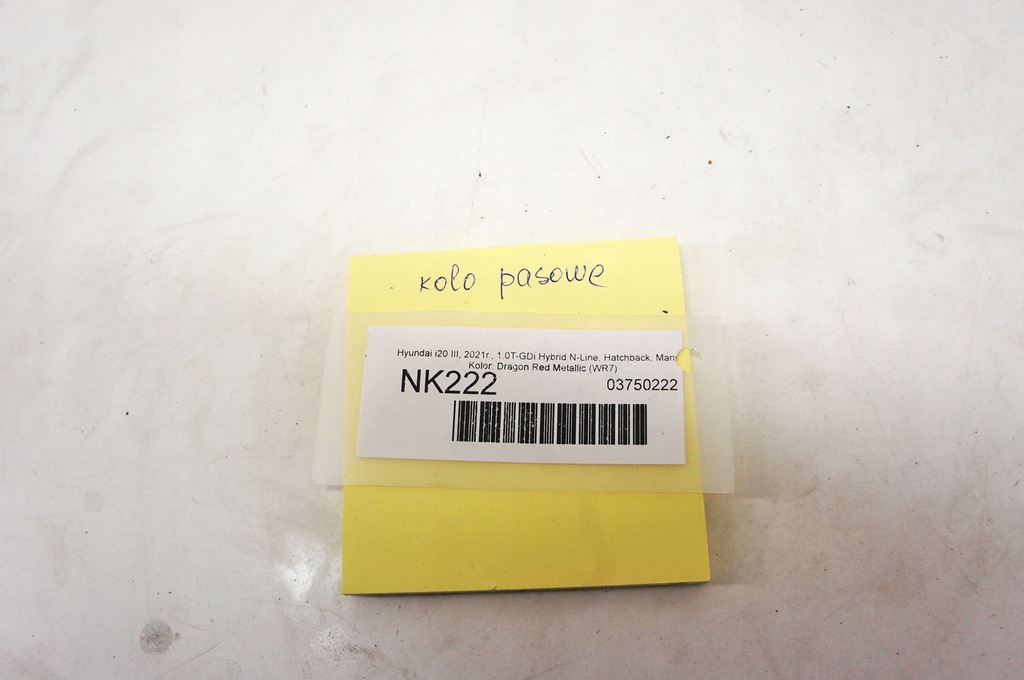 kolo pasowe
Hyundai i20 III, 2021r., 1.0T-GDi Hybrid N-Line, Hatchback, Man
Kolor: Dragon Red Metallic (WR7)
NK222 03750222